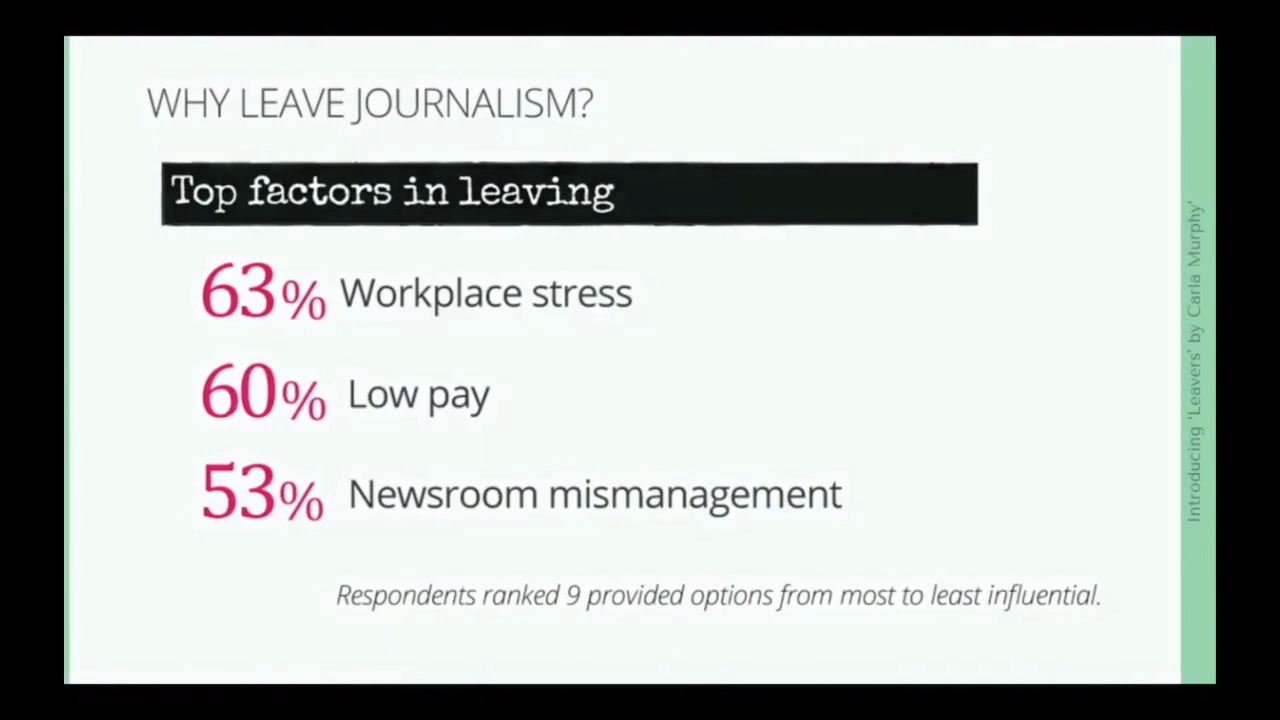 WHY LEAVE JOURNALISM?
Top factors in leaving
63% Workplace stress
60% Low pay
53% Newsroom mismanagement
Respondents ranked 9 provided options from most to least influential.
Introducing 'Leavers' by Carla Murphy'